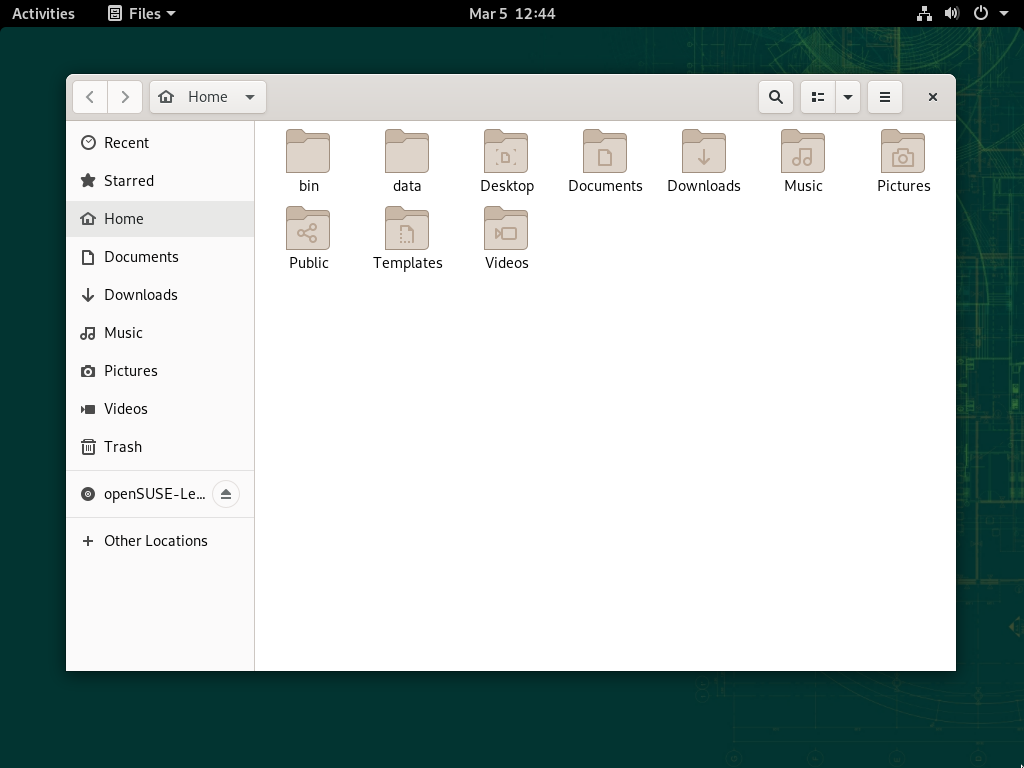 Activities Files Mar 5 12:44
Home
Recent
Starred
Home
Documents
Downloads
Music
Pictures
Videos
Trash
openSUSE-Le...
Other Locations
bin data Desktop Documents Downloads Music Pictures
Public Templates Videos